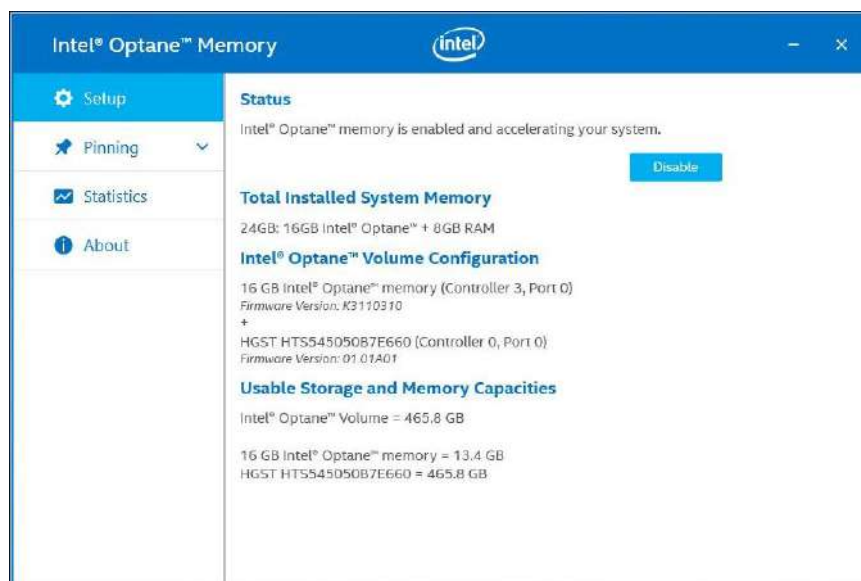 Intel® Optane™ Memory
intel
Setup
Pinning
Statistics
About
Status
Intel® Optane™ memory is enabled and accelerating your system.
Disable
Total Installed System Memory
24GB: 16GB Intel® Optane™ + 8GB RAM
Intel® Optane™ Volume Configuration
16 GB Intel® Optane™ memory (Controller 3, Port 0)
Firmware Version: K3110310
+
HGST HTS545050B7E660 (Controller 0, Port 0)
Firmware Version: 01.01A01
Usable Storage and Memory Capacities
Intel® Optane™ Volume = 465.8 GB
16 GB Intel® Optane™ memory = 13.4 GB
HGST HTS545050B7E660 = 465.8 GB